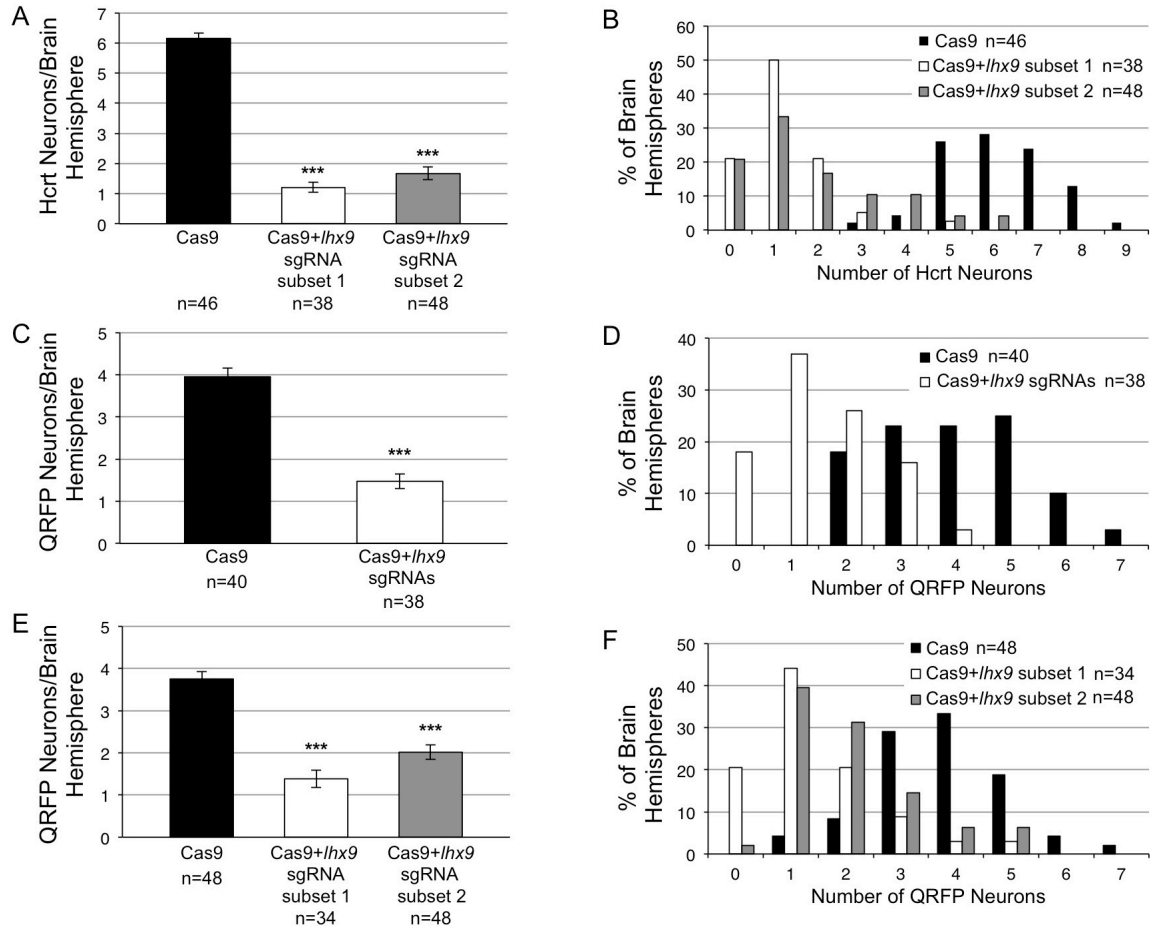 A
Hcrt Neurons/Brain
Hemisphere
7
6
5
4
3
2
1
0
***
***
Cas9
n=46
Cas9+lhx9
sgRNA
subset 1
n=38
Cas9+lhx9
sgRNA
subset 2
n=48
B
% of Brain
Hemispheres
60
50
40
30
20
10
0
Cas9 n=46
Cas9+lhx9 subset 1 n=38
Cas9+lhx9 subset 2 n=48
0 1 2 3 4 5 6 7 8 9
Number of Hcrt Neurons
C
QRFP Neurons/Brain
Hemisphere
5
4
3
2
1
0
***
Cas9
n=40
Cas9+lhx9
sgRNAs
n=38
D
% of Brain
Hemispheres
40
30
20
10
0
Cas9 n=40
Cas9+lhx9 sgRNAs n=38
0 1 2 3 4 5 6 7
Number of QRFP Neurons
E
QRFP Neurons/Brain
Hemisphere
5
4
3
2
1
0
***
***
Cas9
n=48
Cas9+lhx9
sgRNA
subset 1
n=34
Cas9+lhx9
sgRNA
subset 2
n=48
F
% of Brain
Hemispheres
50
40
30
20
10
0
Cas9 n=48
Cas9+lhx9 subset 1 n=34
Cas9+lhx9 subset 2 n=48
0 1 2 3 4 5 6 7
Number of QRFP Neurons